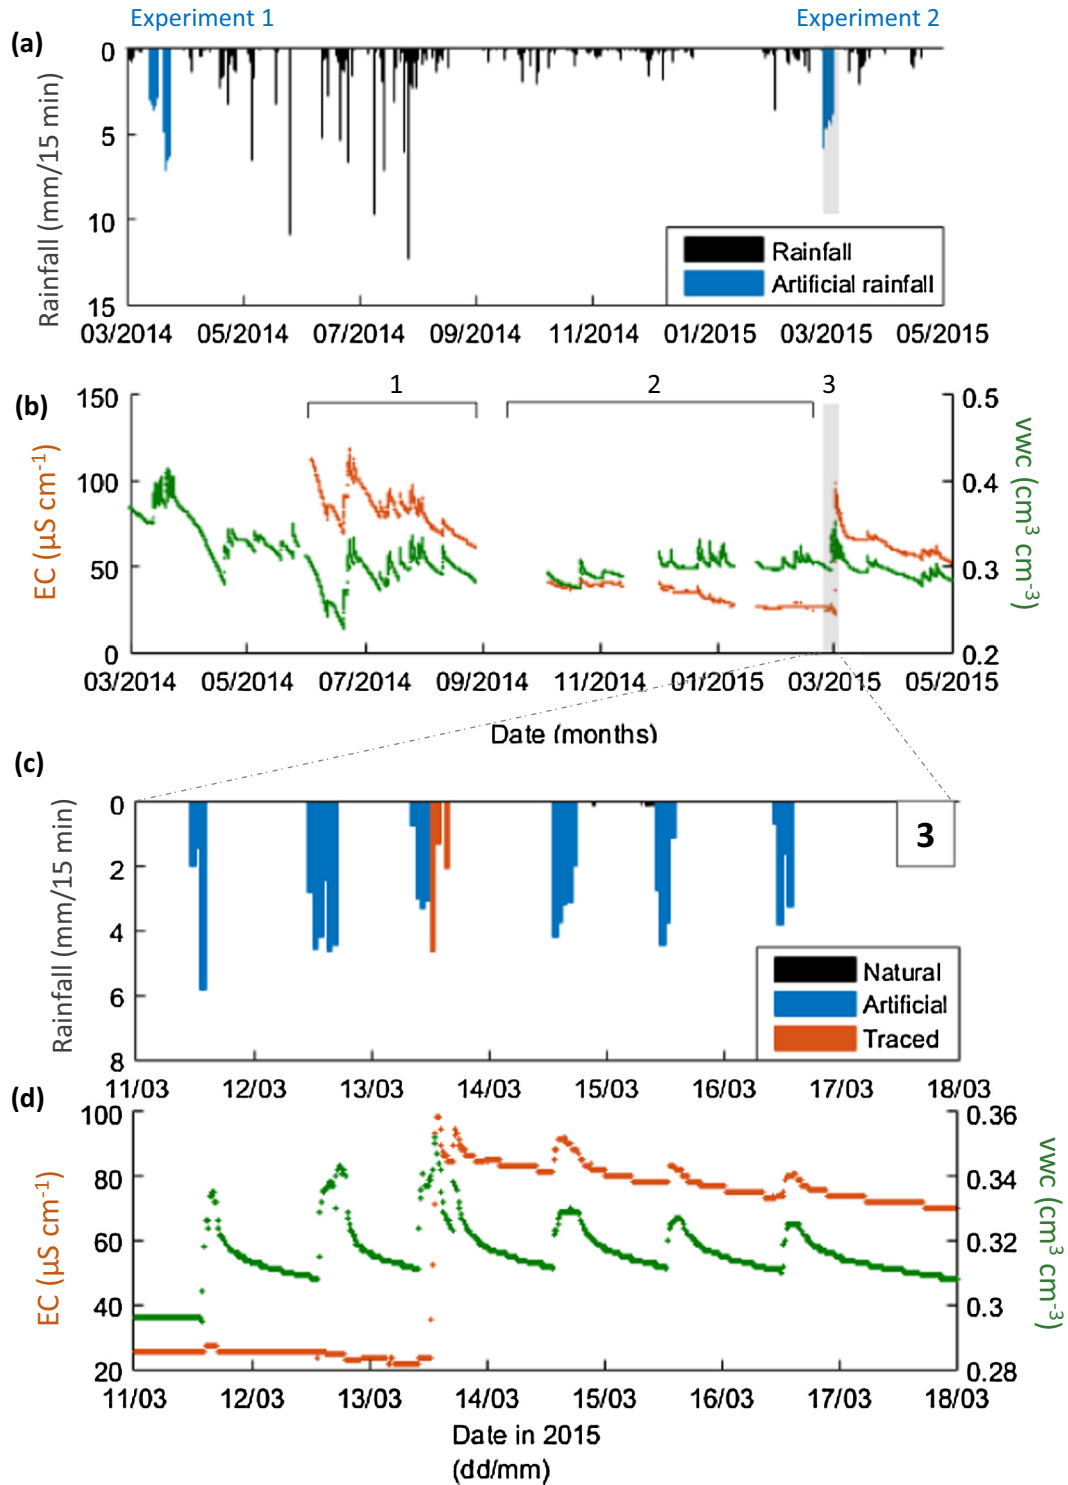 Experiment 1 Experiment 2
(a)
Rainfall (mm/15 min)
0
5
10
15
Rainfall
Artificial rainfall
03/2014 05/2014 07/2014 09/2014 11/2014 01/2015 03/2015 05/2015
1 2 3
(b)
EC (µS cm-1)
150 0.5
100 0.4
50 0.3
0 0.2
vwc (cm3 cm-3)
03/2014 05/2014 07/2014 09/2014 11/2014 01/2015 03/2015 05/2015
Date (months)
(c)
Rainfall (mm/15 min)
0
2
4
6
8
3
Natural
Artificial
Traced
11/03 12/03 13/03 14/03 15/03 16/03 17/03 18/03
(d)
EC (µS cm-1)
100 0.36
80 0.34
60 0.32
40 0.3
20 0.28
vwc (cm3 cm-3)
11/03 12/03 13/03 14/03 15/03 16/03 17/03 18/03
Date in 2015
(dd/mm)